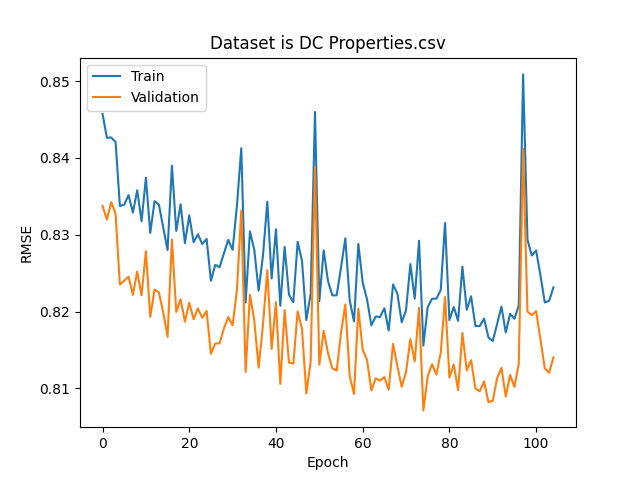 Dataset is DC Properties.csv
Train
Validation
0.85
0.84
0.83
0.82
0.81
RMSE
0
20
40
60
80
100
Epoch